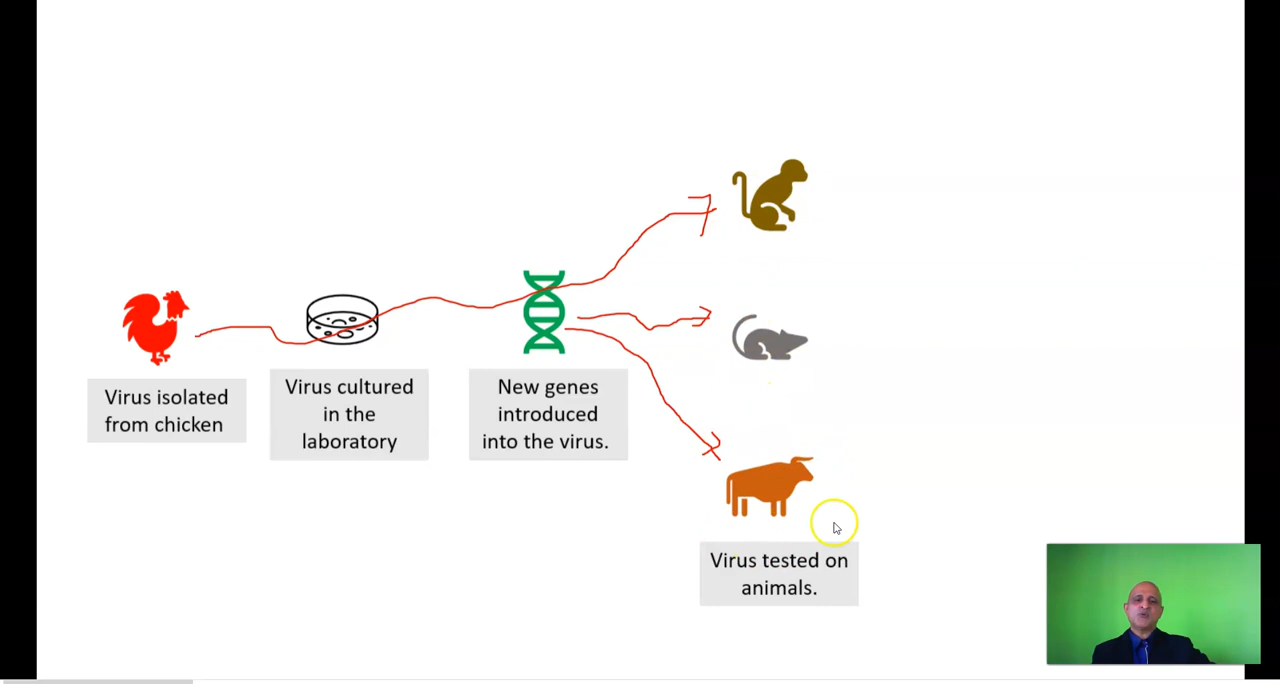 Virus isolated
from chicken
Virus cultured
in the
laboratory
New genes
introduced
into the virus.
Virus tested on
animals.